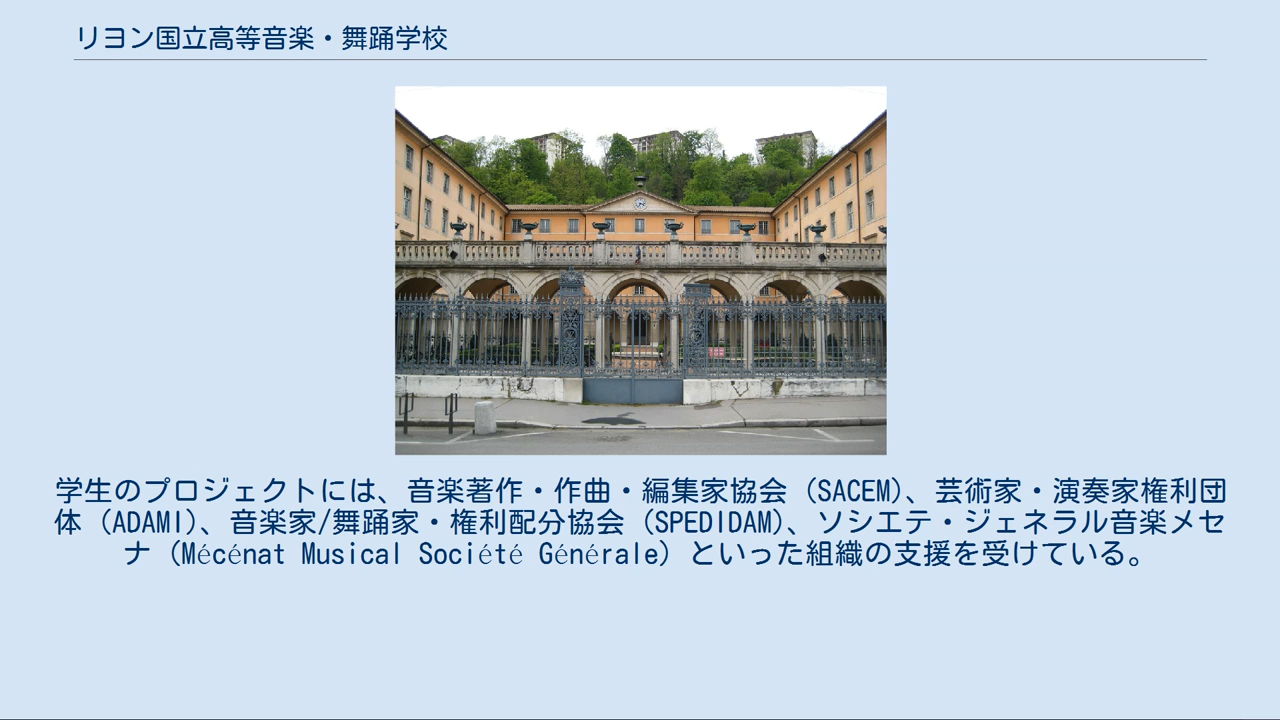 リヨン国立高等音楽・舞踊学校
学生のプロジェクトには、音楽著作・作曲・編集家協会（SACEM）、芸術家・演奏家権利団
体（ADAMI）、音楽家/舞踊家・権利配分協会（SPEDIDAM）、ソシエテ・ジェネラル音楽メセ
ナ（Mécénat Musical Société Générale）といった組織の支援を受けている。